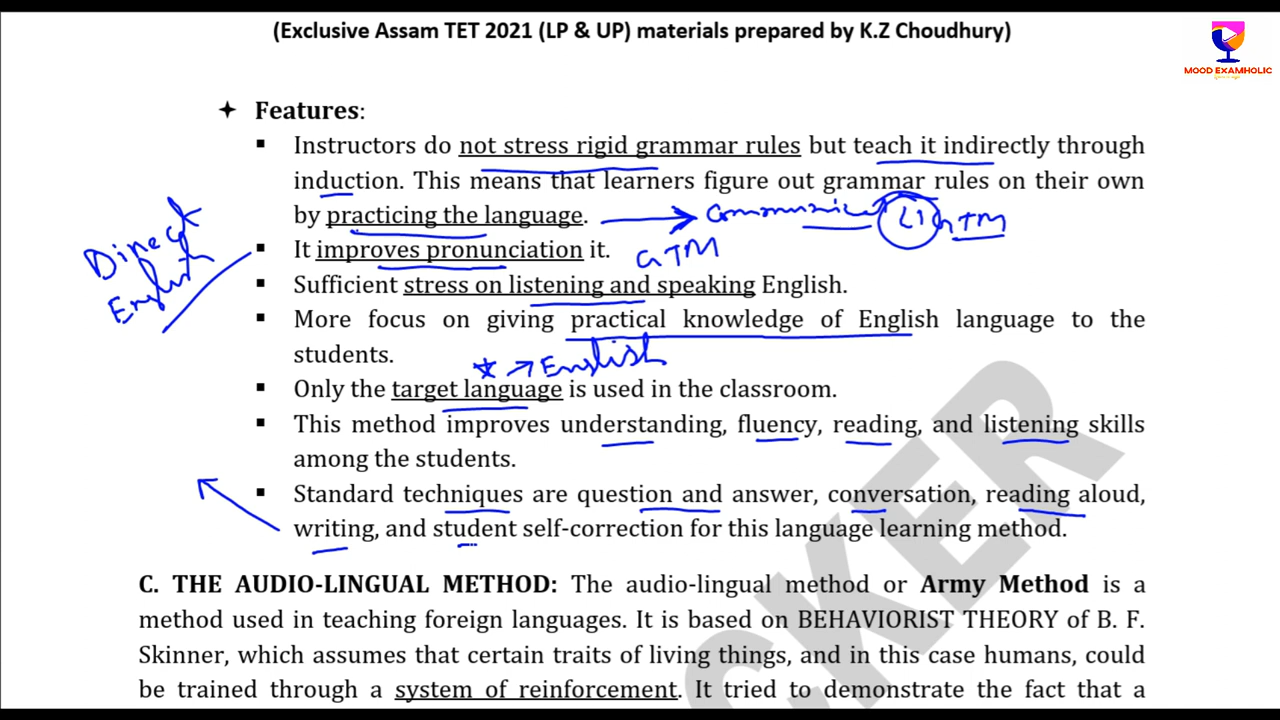 (Exclusive Assam TET 2021 (LP & UP) materials prepared by K.Z Choudhury)
MOOD EXAMHOLIC
Features:
Instructors do not stress rigid grammar rules but teach it indirectly through
induction. This means that learners figure out grammar rules on their own
by practicing the language.
GTM
Direct
English
It improves pronunciation it.
GTM
Sufficient stress on listening and speaking English.
More focus on giving practical knowledge of English language to the
students.
English
Only the target language is used in the classroom.
This method improves understanding, fluency, reading, and listening skills
among the students.
Standard techniques are question and answer, conversation, reading aloud,
writing, and student self-correction for this language learning method.
C. THE AUDIO-LINGUAL METHOD: The audio-lingual method or Army Method is a
method used in teaching foreign languages. It is based on BEHAVIORIST THEORY of B. F.
Skinner, which assumes that certain traits of living things, and in this case humans, could
be trained through a system of reinforcement. It tried to demonstrate the fact that a
CKER